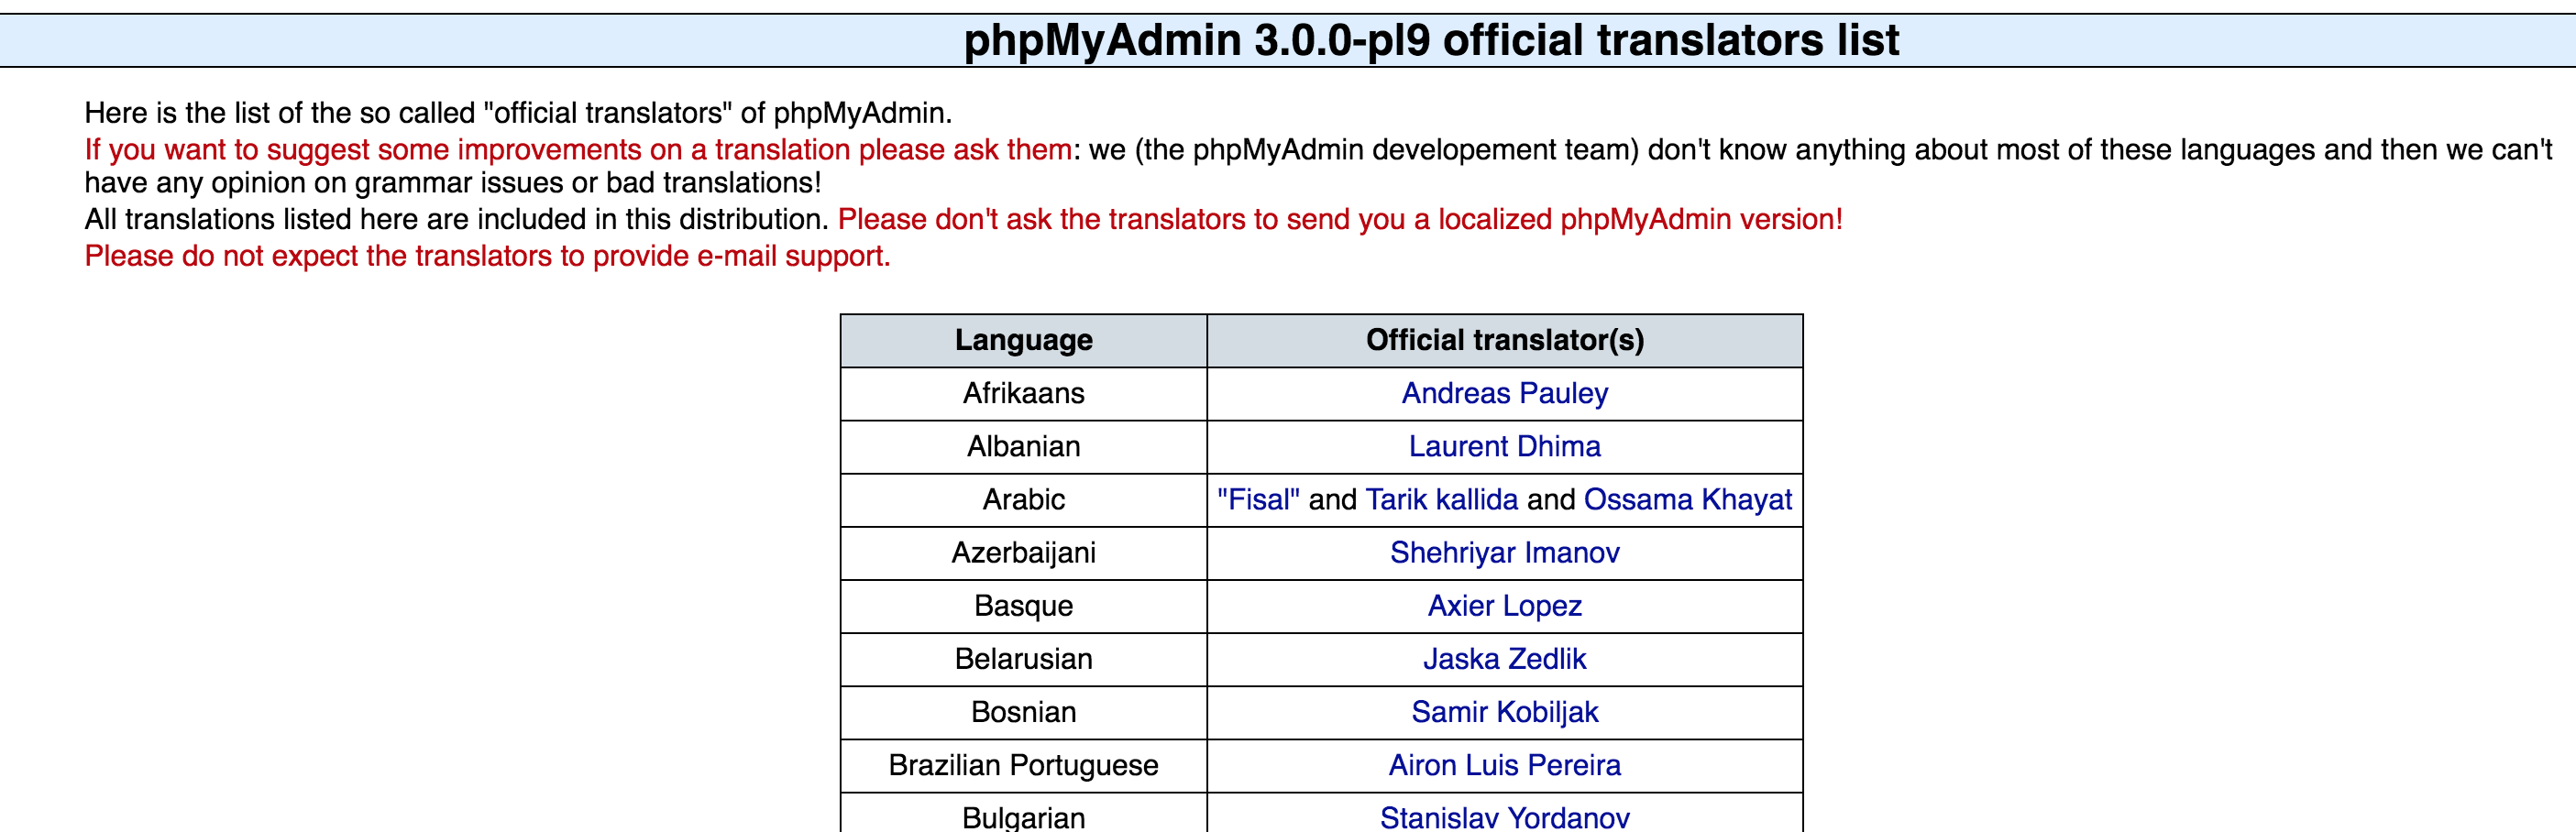 phpMyAdmin 3.0.0-pl9 official translators list
Here is the list of the so called "official translators" of phpMyAdmin.
If you want to suggest some improvements on a translation please ask them: we (the phpMyAdmin developement team) don't know anything about most of these languages and then we can't
have any opinion on grammar issues or bad translations!
All translations listed here are included in this distribution. Please don't ask the translators to send you a localized phpMyAdmin version!
Please do not expect the translators to provide e-mail support.
Language Official translator(s)
Afrikaans Andreas Pauley
Albanian Laurent Dhima
Arabic "Fisal" and Tarik kallida and Ossama Khayat
Azerbaijani Shehriyar Imanov
Basque Axier Lopez
Belarusian Jaska Zedlik
Bosnian Samir Kobiljak
Brazilian Portuguese Airon Luis Pereira
Bulgarian Stanislav Yordanov